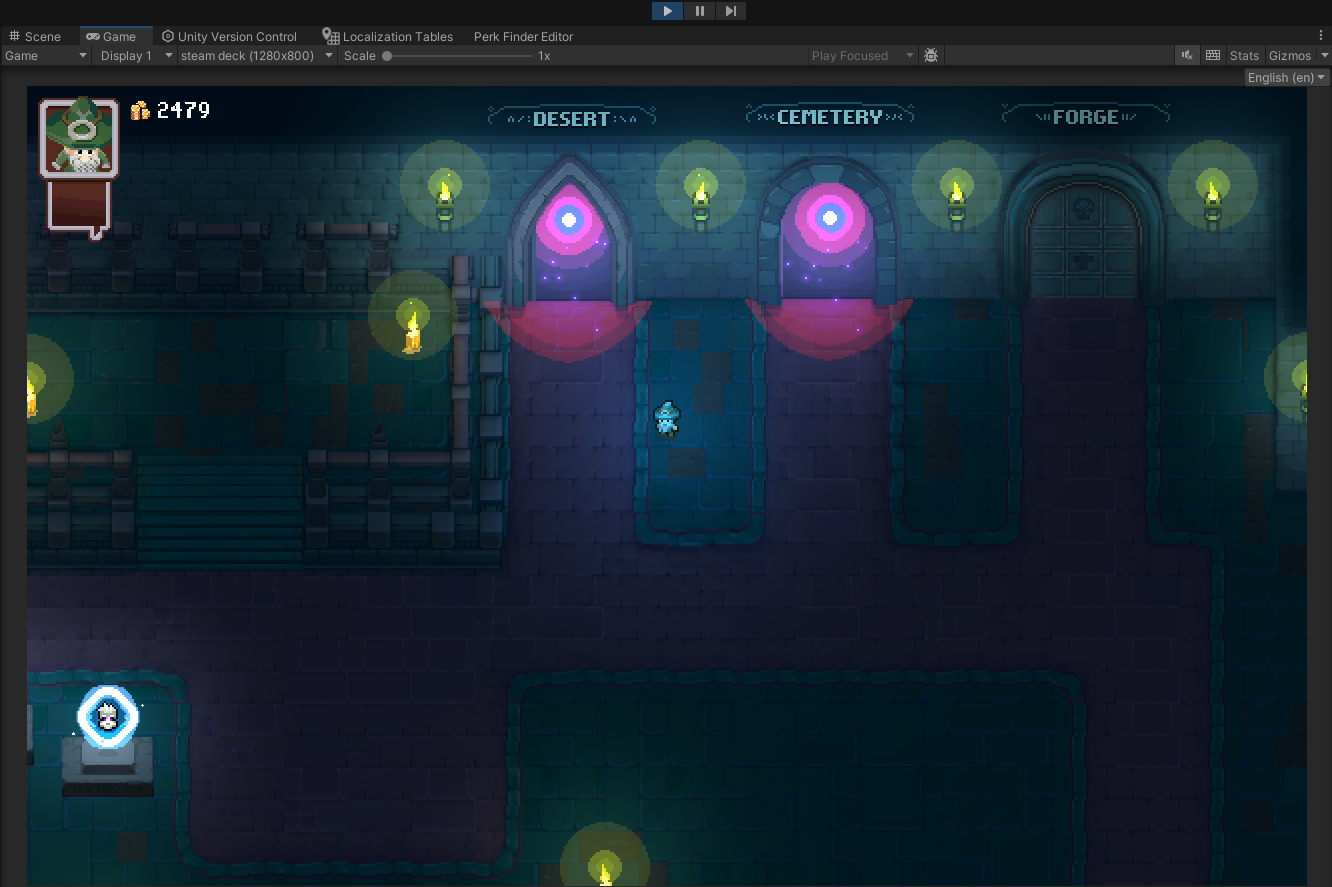 Scene Game Unity Version Control Localization Tables Perk Finder Editor
Game Display 1 steam deck (1280x800) Scale 1x Play Focused Stats Gizmos
English (en)
2479
DESERT CEMETERY FORGE